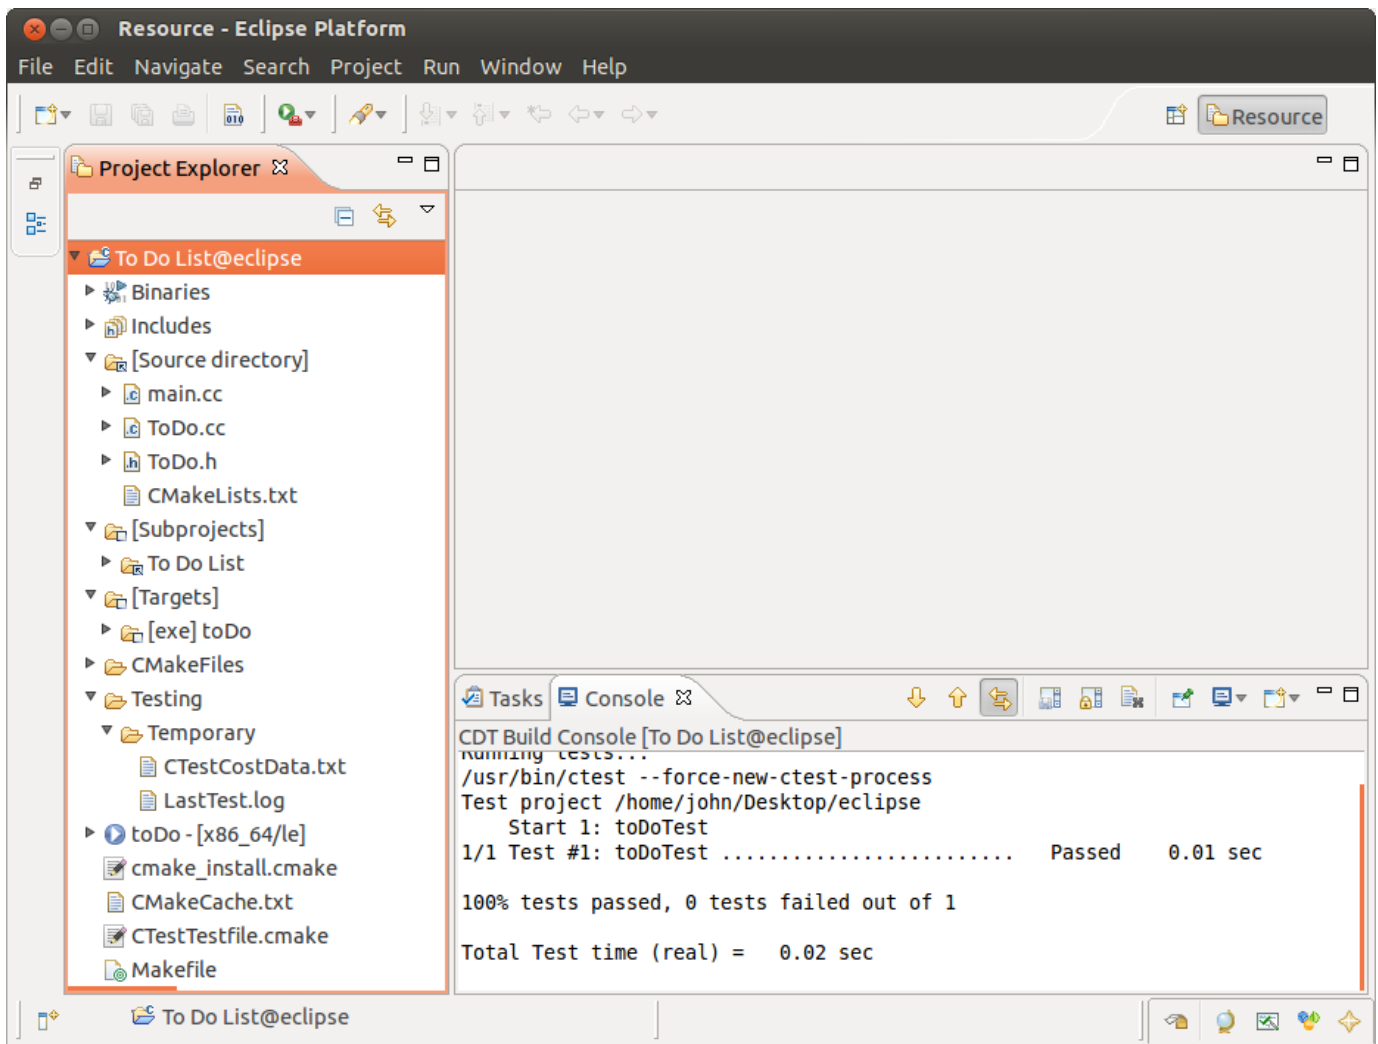 Resource - Eclipse Platform
File Edit Navigate Search Project Run Window Help
010
Resource
Project Explorer
To Do List@eclipse
Binaries
Includes
[Source directory]
main.cc
ToDo.cc
ToDo.h
CMakeLists.txt
[Subprojects]
To Do List
[Targets]
[exe] toDo
CMakeFiles
Testing
Temporary
CTestCostData.txt
LastTest.log
toDo - [x86_64/le]
cmake_install.cmake
CMakeCache.txt
CTestTestfile.cmake
Makefile
Tasks Console
CDT Build Console [To Do List@eclipse]
Running tests...
/usr/bin/ctest --force-new-ctest-process
Test project /home/john/Desktop/eclipse
Start 1: toDoTest
1/1 Test #1: toDoTest ......................... Passed 0.01 sec
100% tests passed, 0 tests failed out of 1
Total Test time (real) = 0.02 sec
To Do List@eclipse